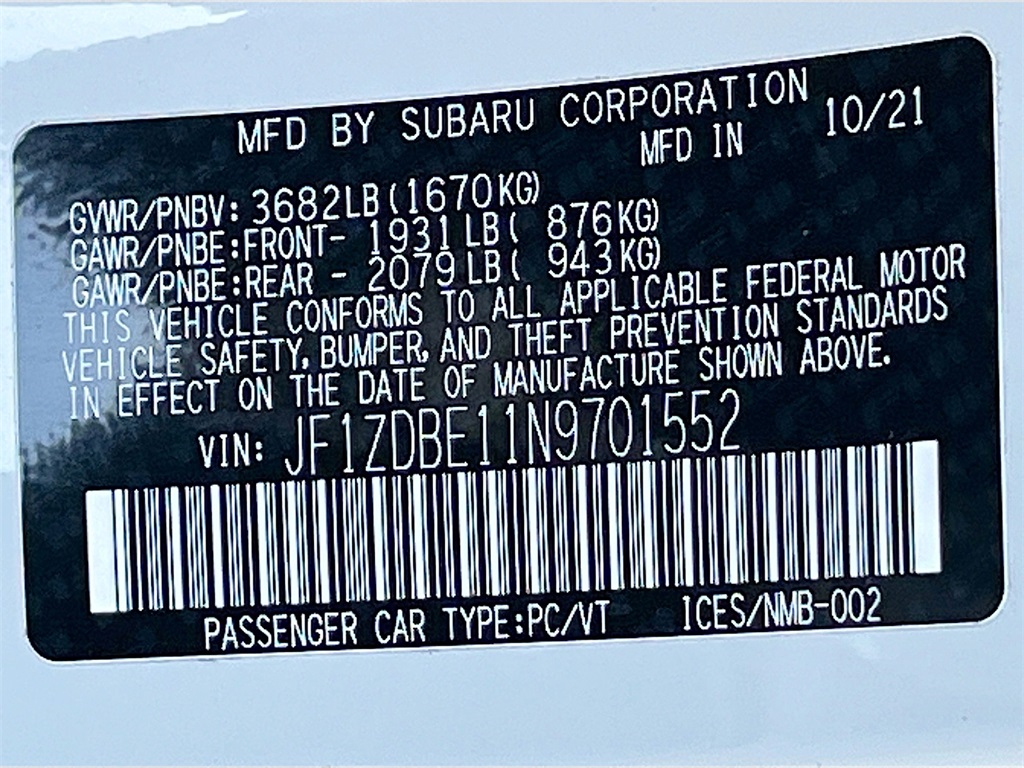 MFD BY SUBARU CORPORATION
MFD IN 10/21
GVWR/PNBV: 3682LB(1670KG)
GAWR/PNBE:FRONT- 1931LB( 876KG)
GAWR/PNBE:REAR - 2079LB( 943KG)
THIS VEHICLE CONFORMS TO ALL APPLICABLE FEDERAL MOTOR
VEHICLE SAFETY, BUMPER, AND THEFT PREVENTION STANDARDS
IN EFFECT ON THE DATE OF MANUFACTURE SHOWN ABOVE.
VIN: JF1ZDBE11N9701552
PASSENGER CAR TYPE:PC/VT ICES/NMB-002